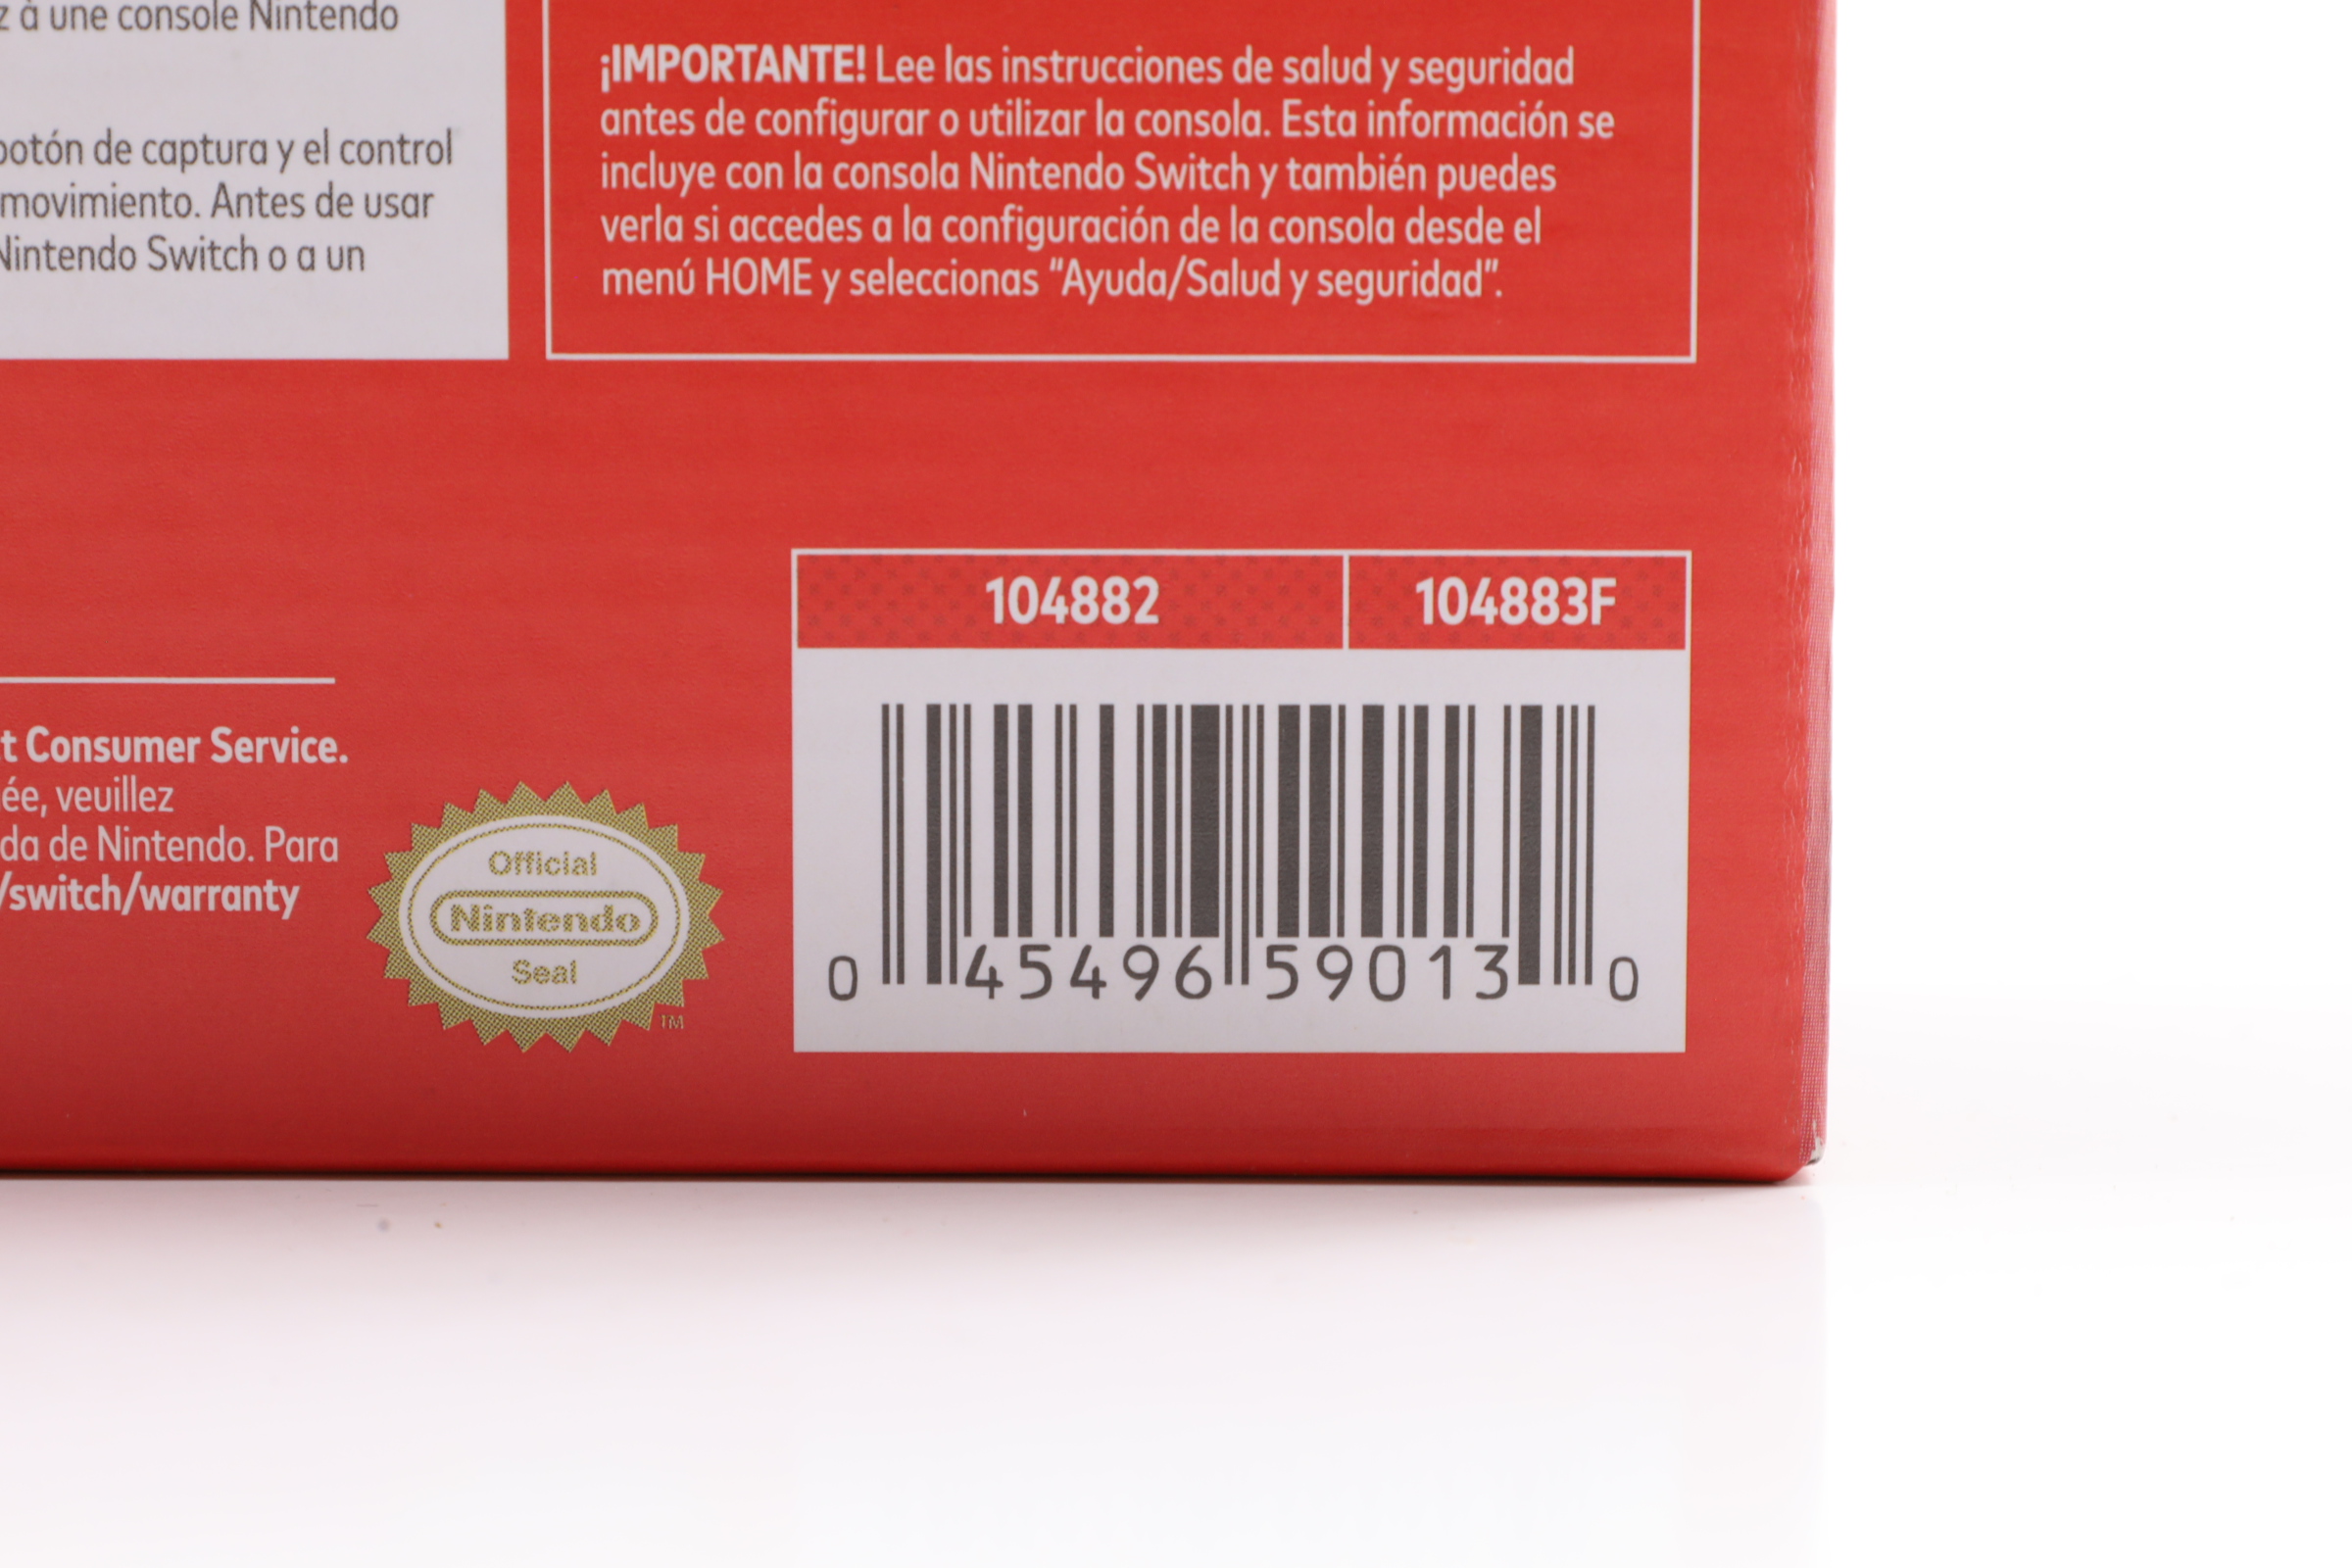 à une console Nintendo
de captura y el control
movimiento. Antes de usar
Nintendo Switch o a un
¡IMPORTANTE! Lee las instrucciones de salud y seguridad
antes de configurar o utilizar la consola. Esta información se
incluye con la consola Nintendo Switch y también puedes
verla si accedes a la configuración de la consola desde el
menú HOME y seleccionas “Ayuda/Salud y seguridad”.
Consumer Service.
veuillez
de Nintendo. Para
/switch/warranty
Official
Nintendo
Seal
TM
104882 104883F
0 45496 59013 0